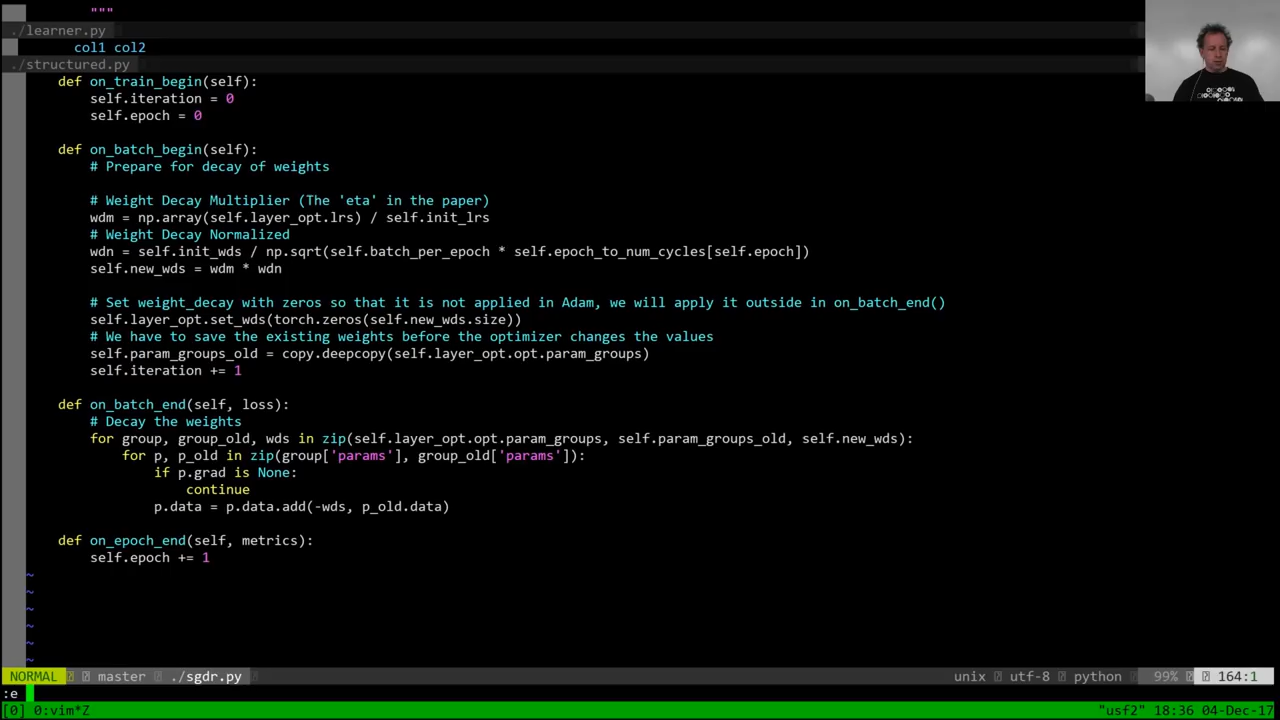 """
./learner.py
col1 col2
./structured.py
def on_train_begin(self):
self.iteration = 0
self.epoch = 0
def on_batch_begin(self):
# Prepare for decay of weights
# Weight Decay Multiplier (The 'eta' in the paper)
wdm = np.array(self.layer_opt.lrs) / self.init_lrs
# Weight Decay Normalized
wdn = self.init_wds / np.sqrt(self.batch_per_epoch * self.epoch_to_num_cycles[self.epoch])
self.new_wds = wdm * wdn
# Set weight_decay with zeros so that it is not applied in Adam, we will apply it outside in on_batch_end()
self.layer_opt.set_wds(torch.zeros(self.new_wds.size))
# We have to save the existing weights before the optimizer changes the values
self.param_groups_old = copy.deepcopy(self.layer_opt.opt.param_groups)
self.iteration += 1
def on_batch_end(self, loss):
# Decay the weights
for group, group_old, wds in zip(self.layer_opt.opt.param_groups, self.param_groups_old, self.new_wds):
for p, p_old in zip(group['params'], group_old['params']):
if p.grad is None:
continue
p.data = p.data.add(-wds, p_old.data)
def on_epoch_end(self, metrics):
self.epoch += 1
~
~
~
~
~
~
NORMAL master ./sgdr.py unix utf-8 python 99% 164:1
:e
[0] 0:vim*Z "usf2" 18:36 04-Dec-17